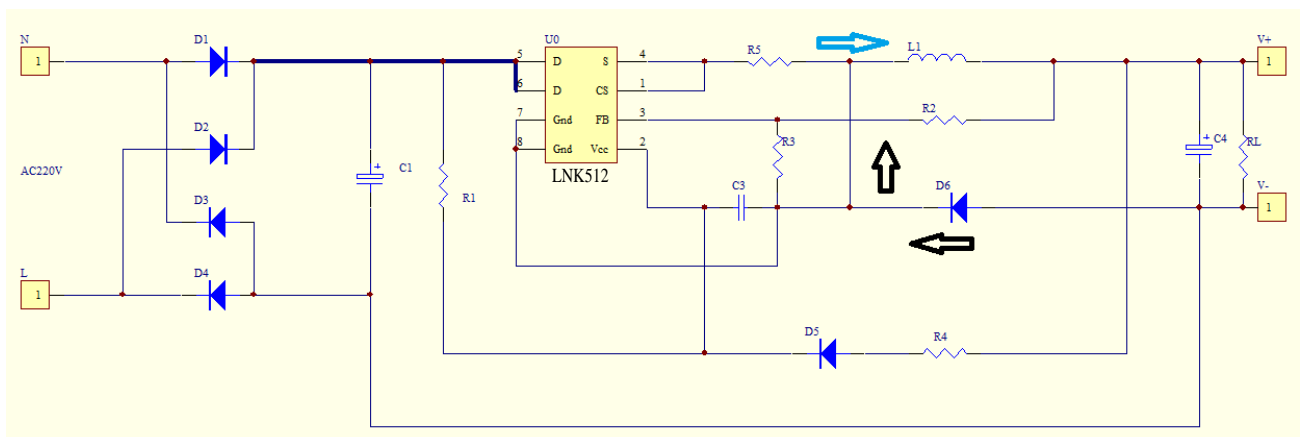 N
1
D1
U0
5 D S 4
R5
L1
V+
1
6 D CS 1
D2
7 Gnd FB 3
R2
8 Gnd Vcc 2
R3
C4
RL
AC220V
C1
LNK512
R1
C3
D6
V-
1
D3
L
1
D4
D5
R4